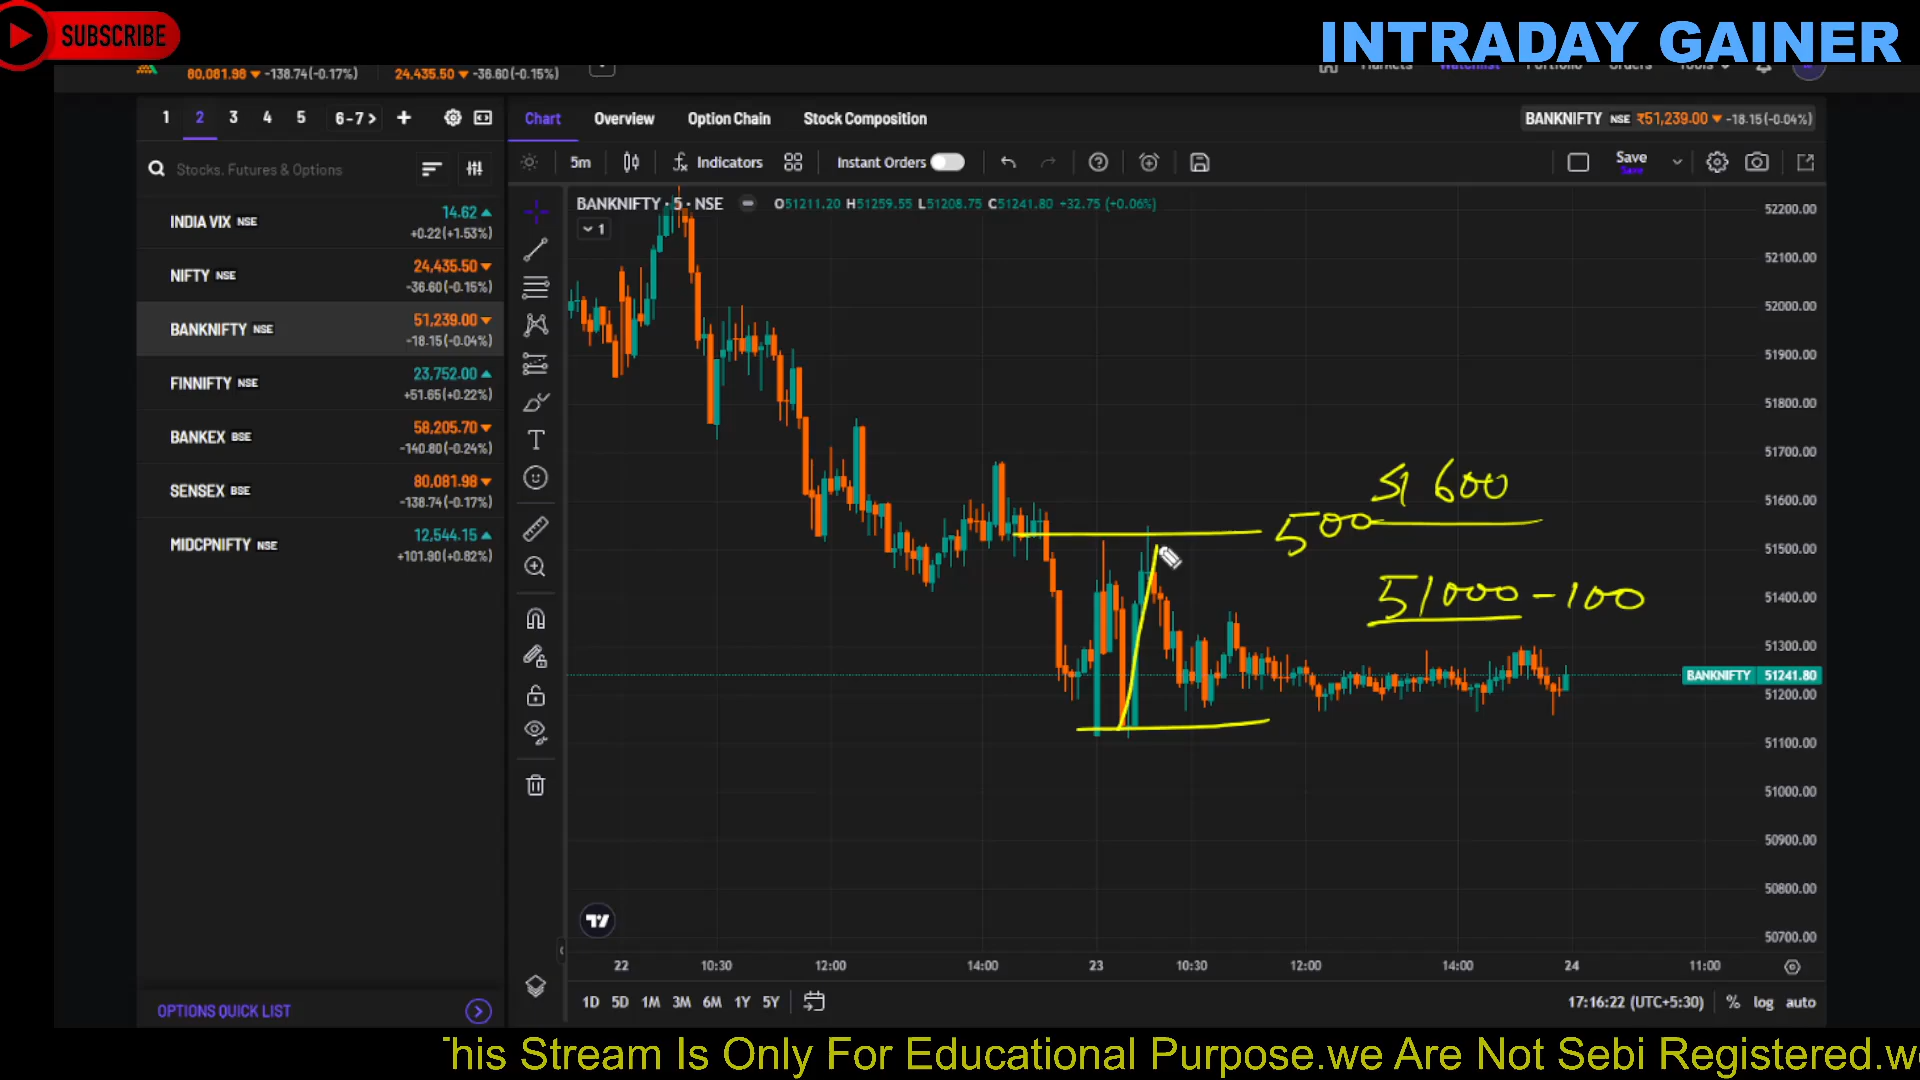 SUBSCRIBE
INTRADAY GAINER
80,081.98 -138.74(-0.17%) 24,435.50 -36.60(-0.15%)
Markets Watchlist Portfolio Orders Tools
1 2 3 4 5 6-7 > +
Chart Overview Option Chain Stock Composition
BANKNIFTY NSE ₹51,239.00 -18.15(-0.04%)
Stocks, Futures & Options
5m Indicators Instant Orders Save
Save
BANKNIFTY · 5 · NSE O51211.20 H51259.55 L51208.75 C51241.80 +32.75 (+0.06%)
1
INDIA VIX NSE 14.62
+0.22(+1.53%)
NIFTY NSE 24,435.50
-36.60(-0.15%)
BANKNIFTY NSE 51,239.00
-18.15(-0.04%)
FINNIFTY NSE 23,752.00
+51.65(+0.22%)
BANKEX BSE 58,205.70
-140.80(-0.24%)
SENSEX BSE 80,081.98
-138.74(-0.17%)
MIDCPNIFTY NSE 12,544.15
+101.90(+0.82%)
52200.00
52100.00
52000.00
51900.00
51800.00
51700.00
51600.00
51500.00
51400.00
51300.00
BANKNIFTY 51241.80
51200.00
51100.00
51000.00
50900.00
50800.00
50700.00
51 600
500
51000-100
22 10:30 12:00 14:00 23 10:30 12:00 14:00 24 11:00
1D 5D 1M 3M 6M 1Y 5Y
17:16:22 (UTC+5:30) % log auto
OPTIONS QUICK LIST
his Stream Is Only For Educational Purpose.we Are Not Sebi Registered.w